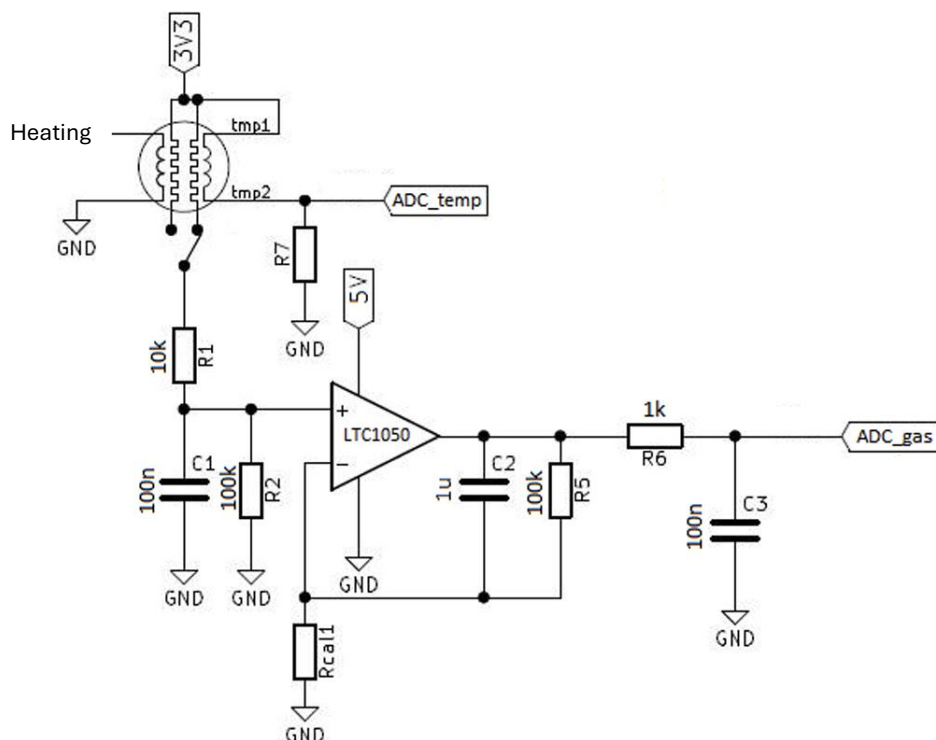 3V3
Heating
tmp1
tmp2
ADC_temp
GND
R7
5V
GND
10k
R1
LTC1050
+
−
1k
R6
ADC_gas
100n
C1
100k
R2
1u
C2
100k
R5
100n
C3
GND
GND
GND
GND
Rcal1
GND